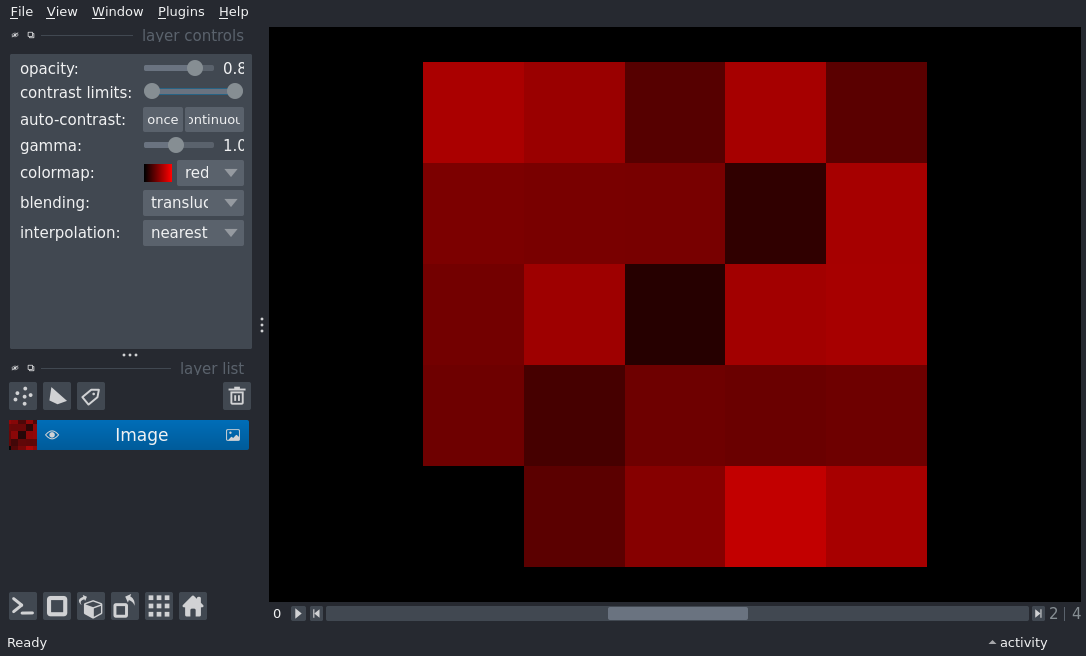 File View Window Plugins Help
layer controls
opacity: 0.8
contrast limits:
auto-contrast: once ontinuou
gamma: 1.0
colormap: red
blending: transluc
interpolation: nearest
layer list
Image
0 2 | 4
Ready activity